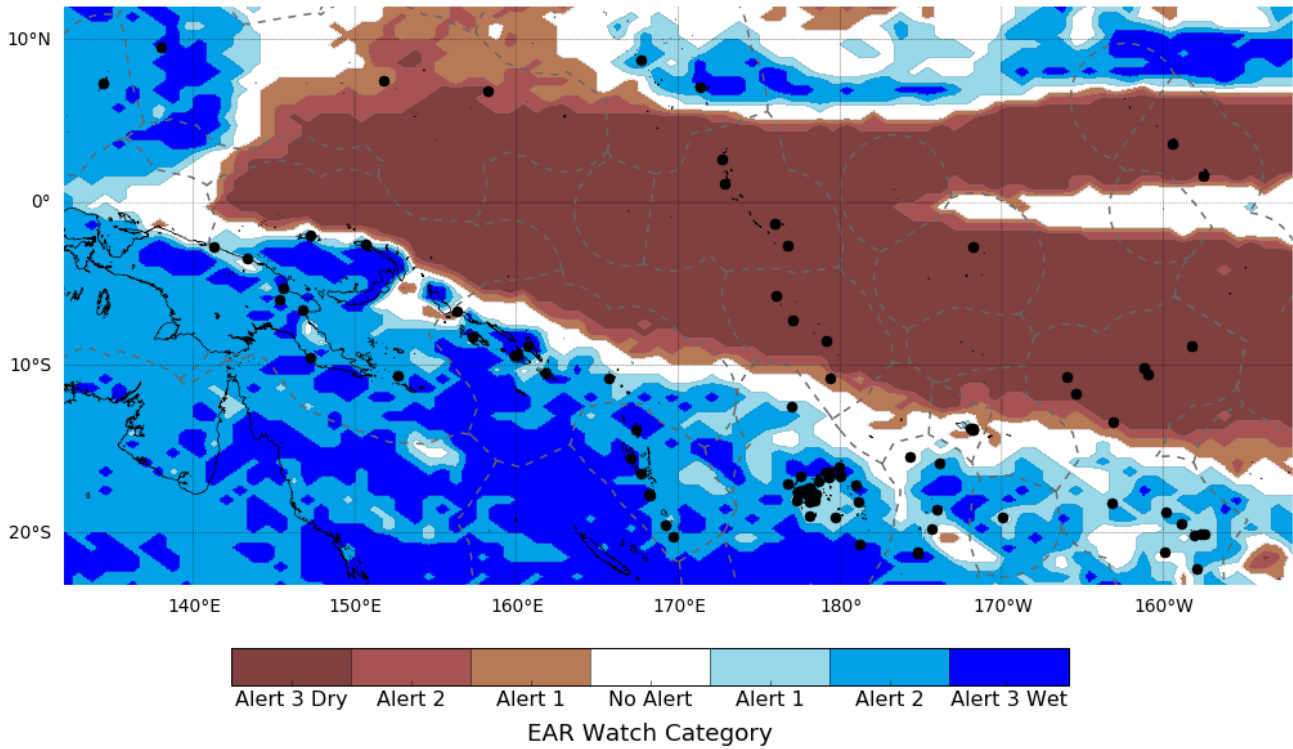 10°N
0°
10°S
20°S
140°E 150°E 160°E 170°E 180° 170°W 160°W
Alert 3 Dry Alert 2 Alert 1 No Alert Alert 1 Alert 2 Alert 3 Wet
EAR Watch Category